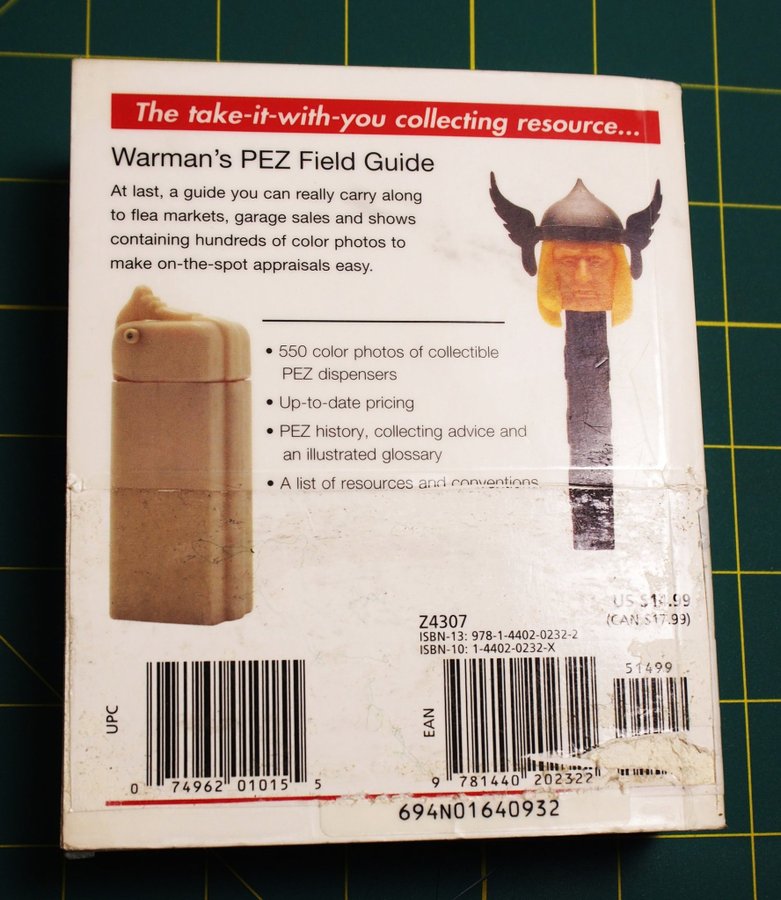 The take-it-with-you collecting resource...
Warman's PEZ Field Guide
At last, a guide you can really carry along
to flea markets, garage sales and shows
containing hundreds of color photos to
make on-the-spot appraisals easy.
• 550 color photos of collectible
PEZ dispensers
• Up-to-date pricing
• PEZ history, collecting advice and
an illustrated glossary
• A list of resources and conventions
US $14.99
(CAN $17.99)
Z4307
ISBN-13: 978-1-4402-0232-2
ISBN-10: 1-4402-0232-X
51499
UPC
EAN
0 74962 01015 5
9 781440 202322
694N01640932